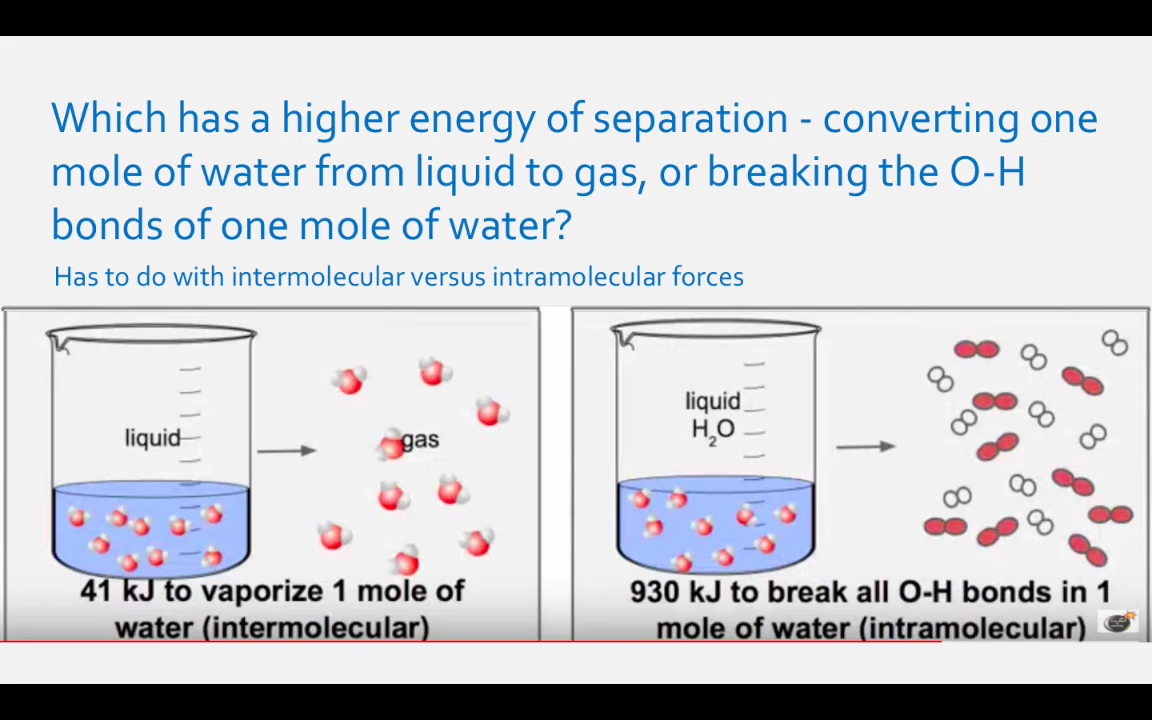 Which has a higher energy of separation - converting one
mole of water from liquid to gas, or breaking the O-H
bonds of one mole of water?
Has to do with intermolecular versus intramolecular forces
liquid
gas
41 kJ to vaporize 1 mole of
water (intermolecular)
liquid
H₂O
930 kJ to break all O-H bonds in 1
mole of water (intramolecular)